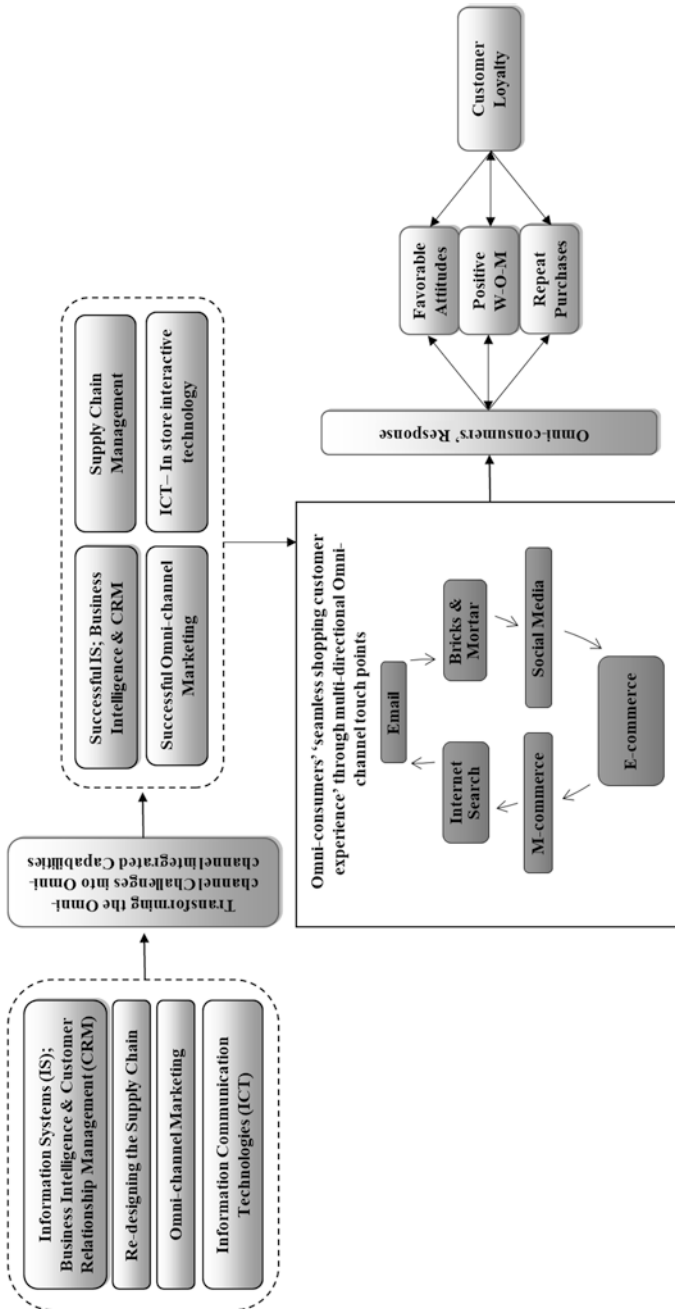 Information Systems (IS);
Business Intelligence & Customer
Relationship Management (CRM)
Re-designing the Supply Chain
Omni-channel Marketing
Information Communication
Technologies (ICT)
Transforming the Omni-
channel Challenges into Omni-
channel integrated Capabilities
Successful IS; Business
Intelligence & CRM
Supply Chain
Management
Successful Omni-channel
Marketing
ICT– In store interactive
technology
Omni-consumers' ‘seamless shopping customer
experience’ through multi-directional Omni-
channel touch points
Email
Bricks &
Mortar
Social Media
E-commerce
M-commerce
Internet
Search
Omni-consumers’ Response
Favorable
Attitudes
Positive
W-O-M
Repeat
Purchases
Customer
Loyalty